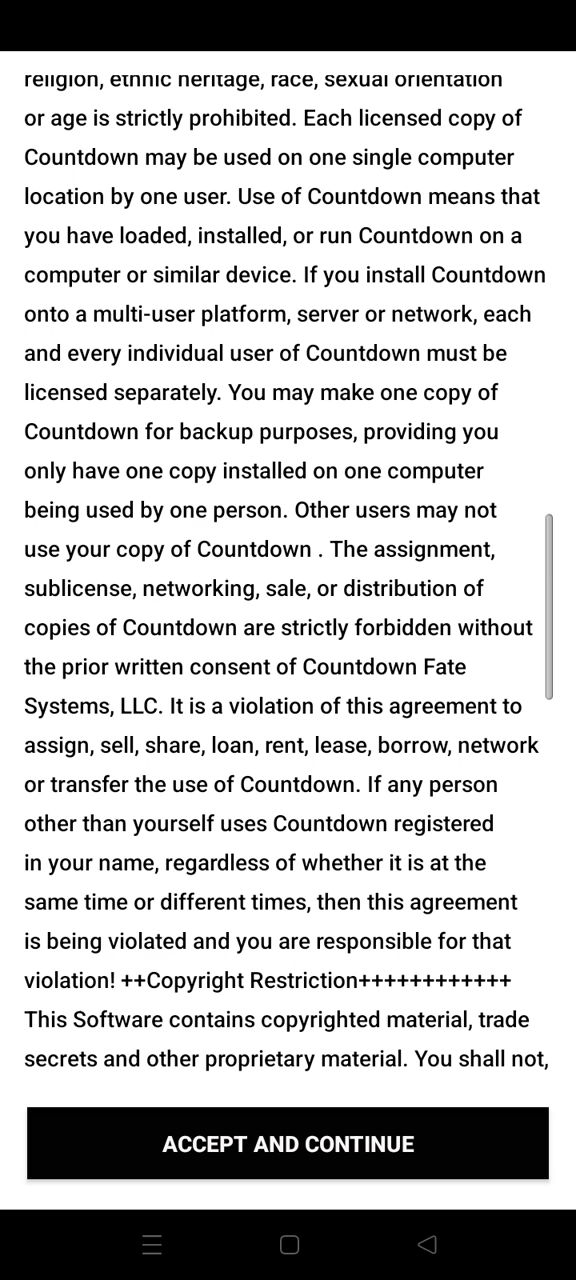 religion, ethnic heritage, race, sexual orientation
or age is strictly prohibited. Each licensed copy of
Countdown may be used on one single computer
location by one user. Use of Countdown means that
you have loaded, installed, or run Countdown on a
computer or similar device. If you install Countdown
onto a multi-user platform, server or network, each
and every individual user of Countdown must be
licensed separately. You may make one copy of
Countdown for backup purposes, providing you
only have one copy installed on one computer
being used by one person. Other users may not
use your copy of Countdown . The assignment,
sublicense, networking, sale, or distribution of
copies of Countdown are strictly forbidden without
the prior written consent of Countdown Fate
Systems, LLC. It is a violation of this agreement to
assign, sell, share, loan, rent, lease, borrow, network
or transfer the use of Countdown. If any person
other than yourself uses Countdown registered
in your name, regardless of whether it is at the
same time or different times, then this agreement
is being violated and you are responsible for that
violation! ++Copyright Restriction++++++++++++
This Software contains copyrighted material, trade
secrets and other proprietary material. You shall not,
ACCEPT AND CONTINUE